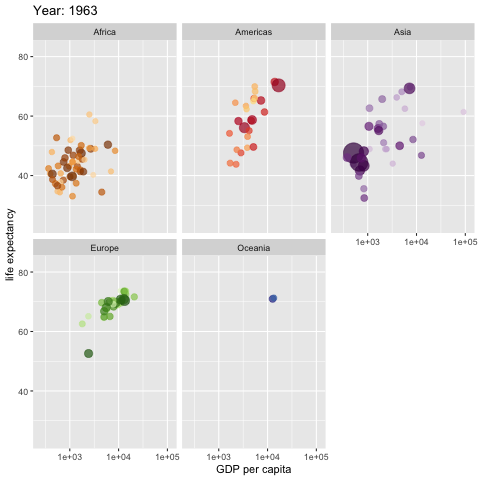 Year: 1963
Africa Americas Asia
80
60
40
1e+03 1e+04 1e+05
Europe Oceania
80
60
40
1e+03 1e+04 1e+05 1e+03 1e+04 1e+05
life expectancy
GDP per capita